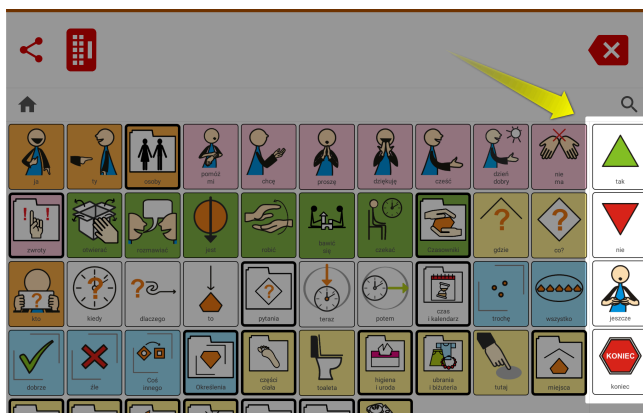 ja
ty
osoby
pomóż
mi
chcę
proszę
dziękuję
cześć
dzień
dobry
nie
ma
tak
! !
zwroty
otwierać
rozmawiać
pić
robić
bawić
się
czekać
Czasowniki
?
gdzie
?
co?
nie
?
kto
?
kiedy
?
dlaczego
to
?
pytania
teraz
potem
czas
i kalendarz
trochę
wszystko
jeszcze
dobrze
źle
Coś
innego
Określenia
części
ciała
toaleta
higiena
i uroda
ubrania
i biżuteria
tutaj
miejsca
KONIEC
koniec